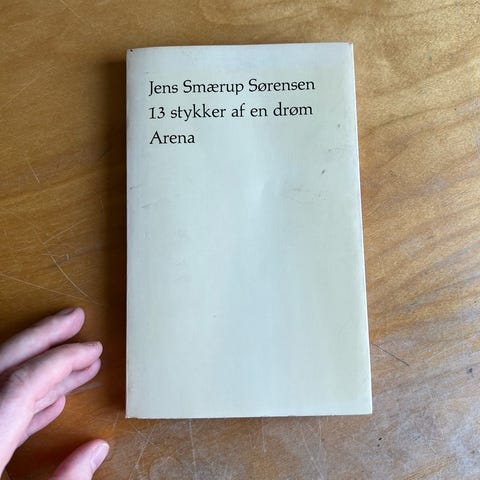 Jens Smærup Sørensen
13 stykker af en drøm
Arena